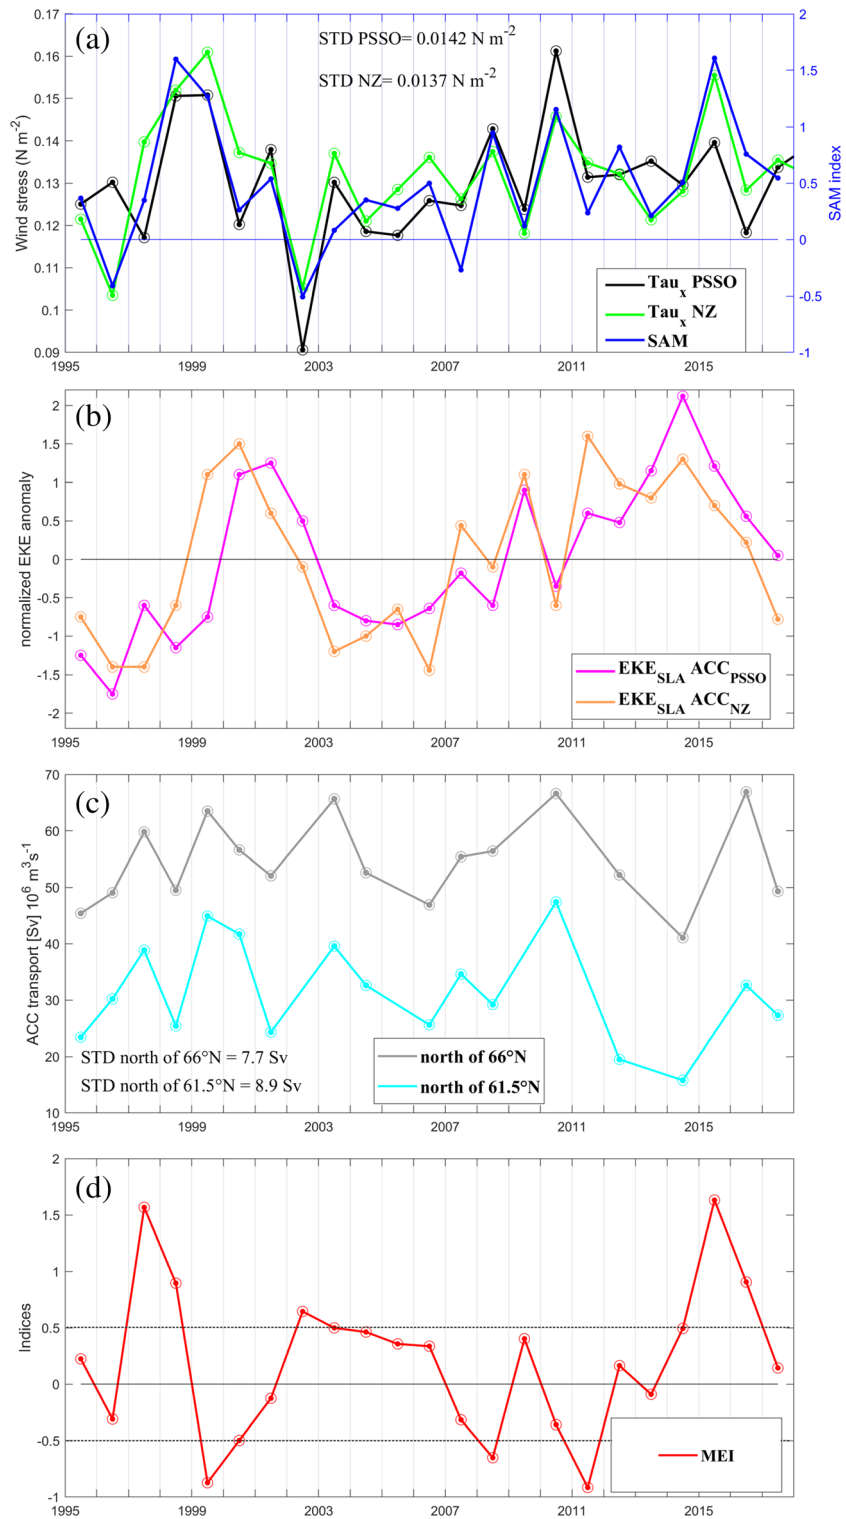 (a)
STD PSSO= 0.0142 N m-2
STD NZ= 0.0137 N m-2
Wind stress (N m-2)
0.17
0.16
0.15
0.14
0.13
0.12
0.11
0.1
0.09
2
1.5
1
0.5
0
-0.5
-1
SAM index
Taux PSSO
Taux NZ
SAM
1995 1999 2003 2007 2011 2015
(b)
normalized EKE anomaly
2
1.5
1
0.5
0
-0.5
-1
-1.5
-2
EKESLA ACCPSSO
EKESLA ACCNZ
1995 1999 2003 2007 2011 2015
(c)
ACC transport [Sv] 10^6 m^3s^-1
70
60
50
40
30
20
10
STD north of 66°N = 7.7 Sv
STD north of 61.5°N = 8.9 Sv
north of 66°N
north of 61.5°N
1995 1999 2003 2007 2011 2015
(d)
Indices
2
1.5
1
0.5
0
-0.5
-1
MEI
1995 1999 2003 2007 2011 2015